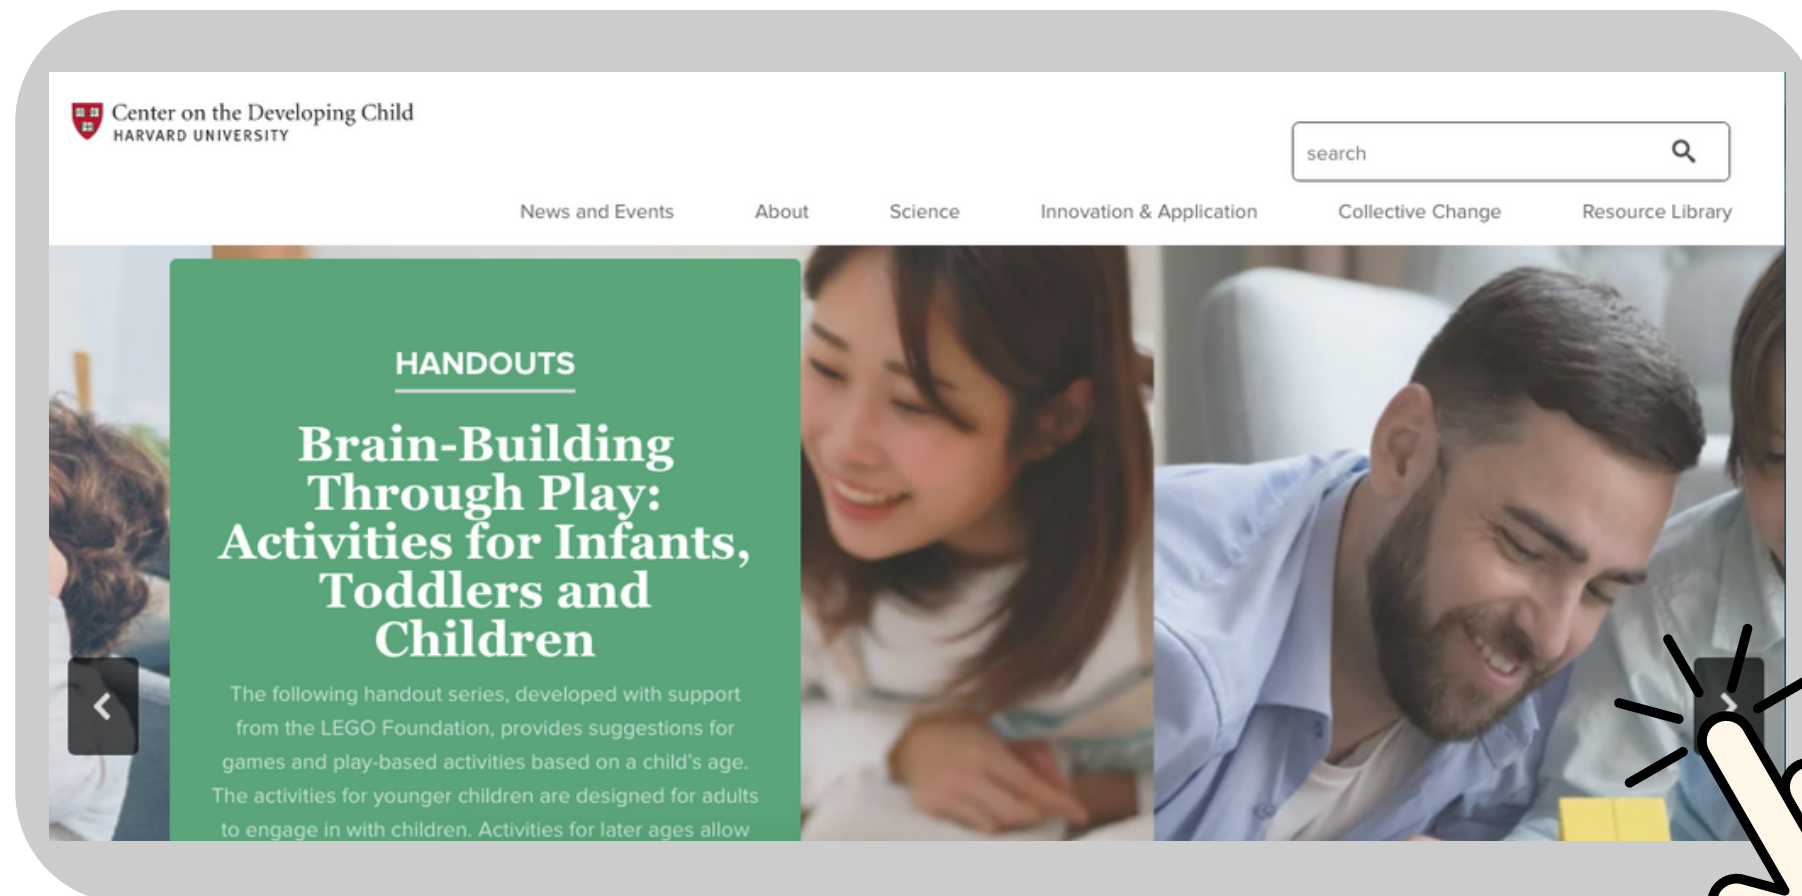 Center on the Developing Child
HARVARD UNIVERSITY
search
News and Events About Science Innovation & Application Collective Change Resource Library
HANDOUTS
Brain-Building
Through Play:
Activities for Infants,
Toddlers and
Children
The following handout series, developed with support
from the LEGO Foundation, provides suggestions for
games and play-based activities based on a child's age.
The activities for younger children are designed for adults
to engage in with children. Activities for later ages allow